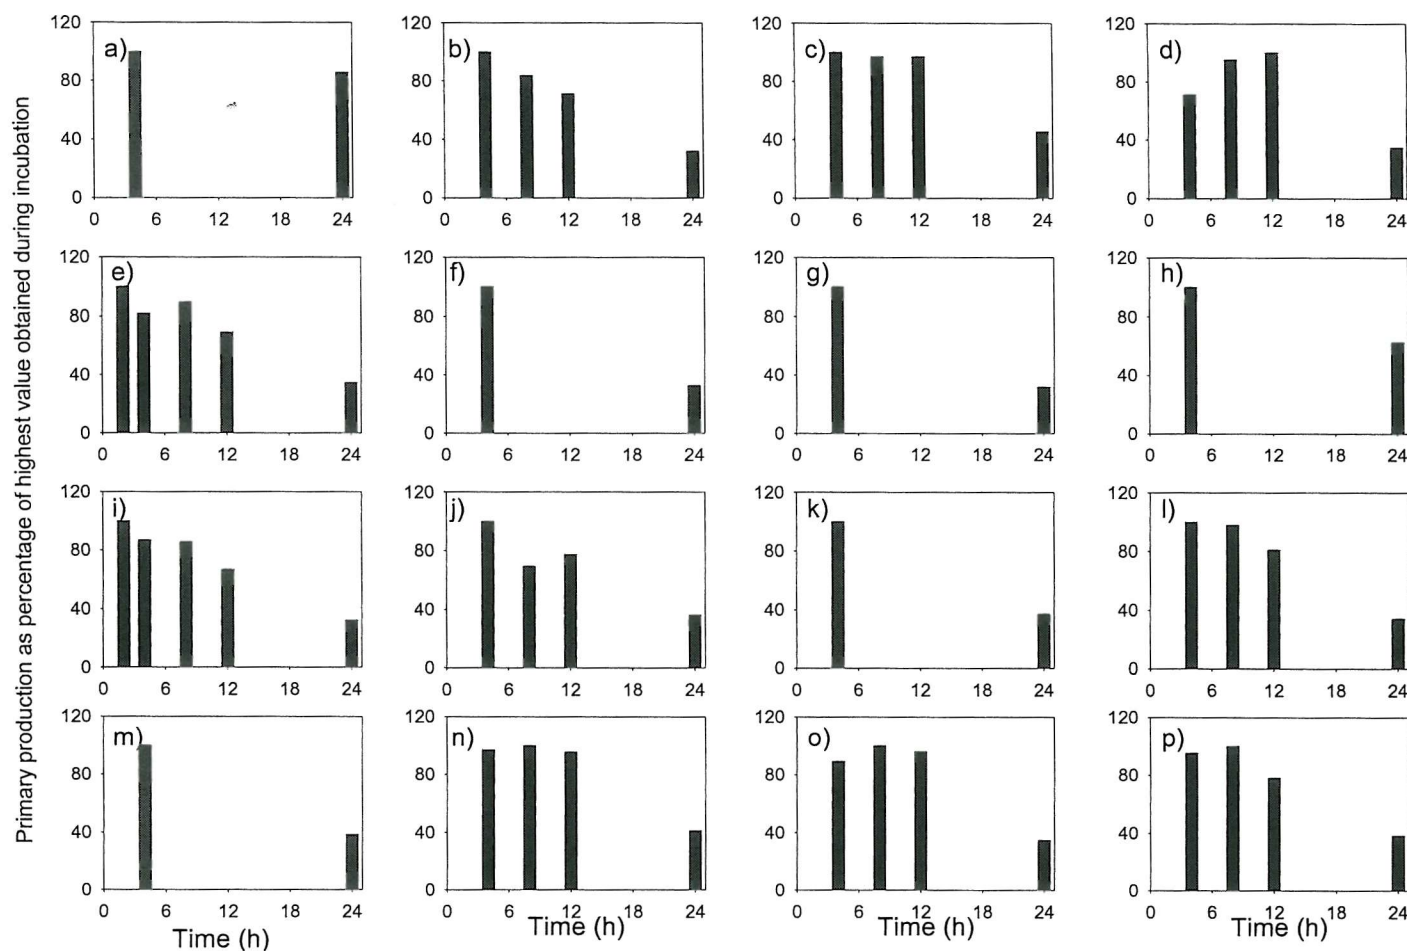 Primary production as percentage of highest value obtained during incubation
120 120 120 120
a) b) c) d)
80 80 80 80
40 40 40 40
0 0 0 0
0 6 12 18 24 0 6 12 18 24 0 6 12 18 24 0 6 12 18 24
120 120 120 120
e) f) g) h)
80 80 80 80
40 40 40 40
0 0 0 0
0 6 12 18 24 0 6 12 18 24 0 6 12 18 24 0 6 12 18 24
120 120 120 120
i) j) k) l)
80 80 80 80
40 40 40 40
0 0 0 0
0 6 12 18 24 0 6 12 18 24 0 6 12 18 24 0 6 12 18 24
120 120 120 120
m) n) o) p)
80 80 80 80
40 40 40 40
0 0 0 0
0 6 12 18 24 0 6 12 18 24 0 6 12 18 24 0 6 12 18 24
Time (h) Time (h) Time (h) Time (h)